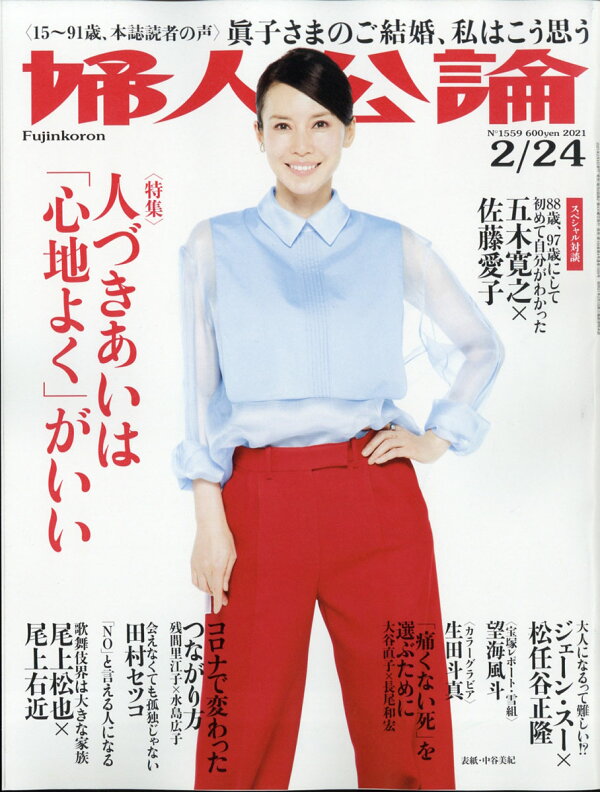 〈15〜91歳、本誌読者の声〉眞子さまのご結婚、私はこう思う
婦人公論
Fujinkoron
Nº1559 600yen 2021
2/24
スペシャル対談
88歳、97歳にして
初めて自分がわかった
五木寛之×
佐藤愛子
〈特集〉
人づきあいは
「心地よく」がいい
大人になるって難しい!?
ジェーン・スー×
松任谷正隆
〈宝塚レポート・雪組〉
望海風斗
〈カラーグラビア〉
生田斗真
「痛くない死」を
選ぶために
大谷直子×長尾和宏
コロナで変わった
つながり方
残間里江子×水島広子
会えなくても孤独じゃない
田村セツコ
「NO」と言える人になる
歌舞伎界は大きな家族
尾上松也×
尾上右近
表紙・中谷美紀